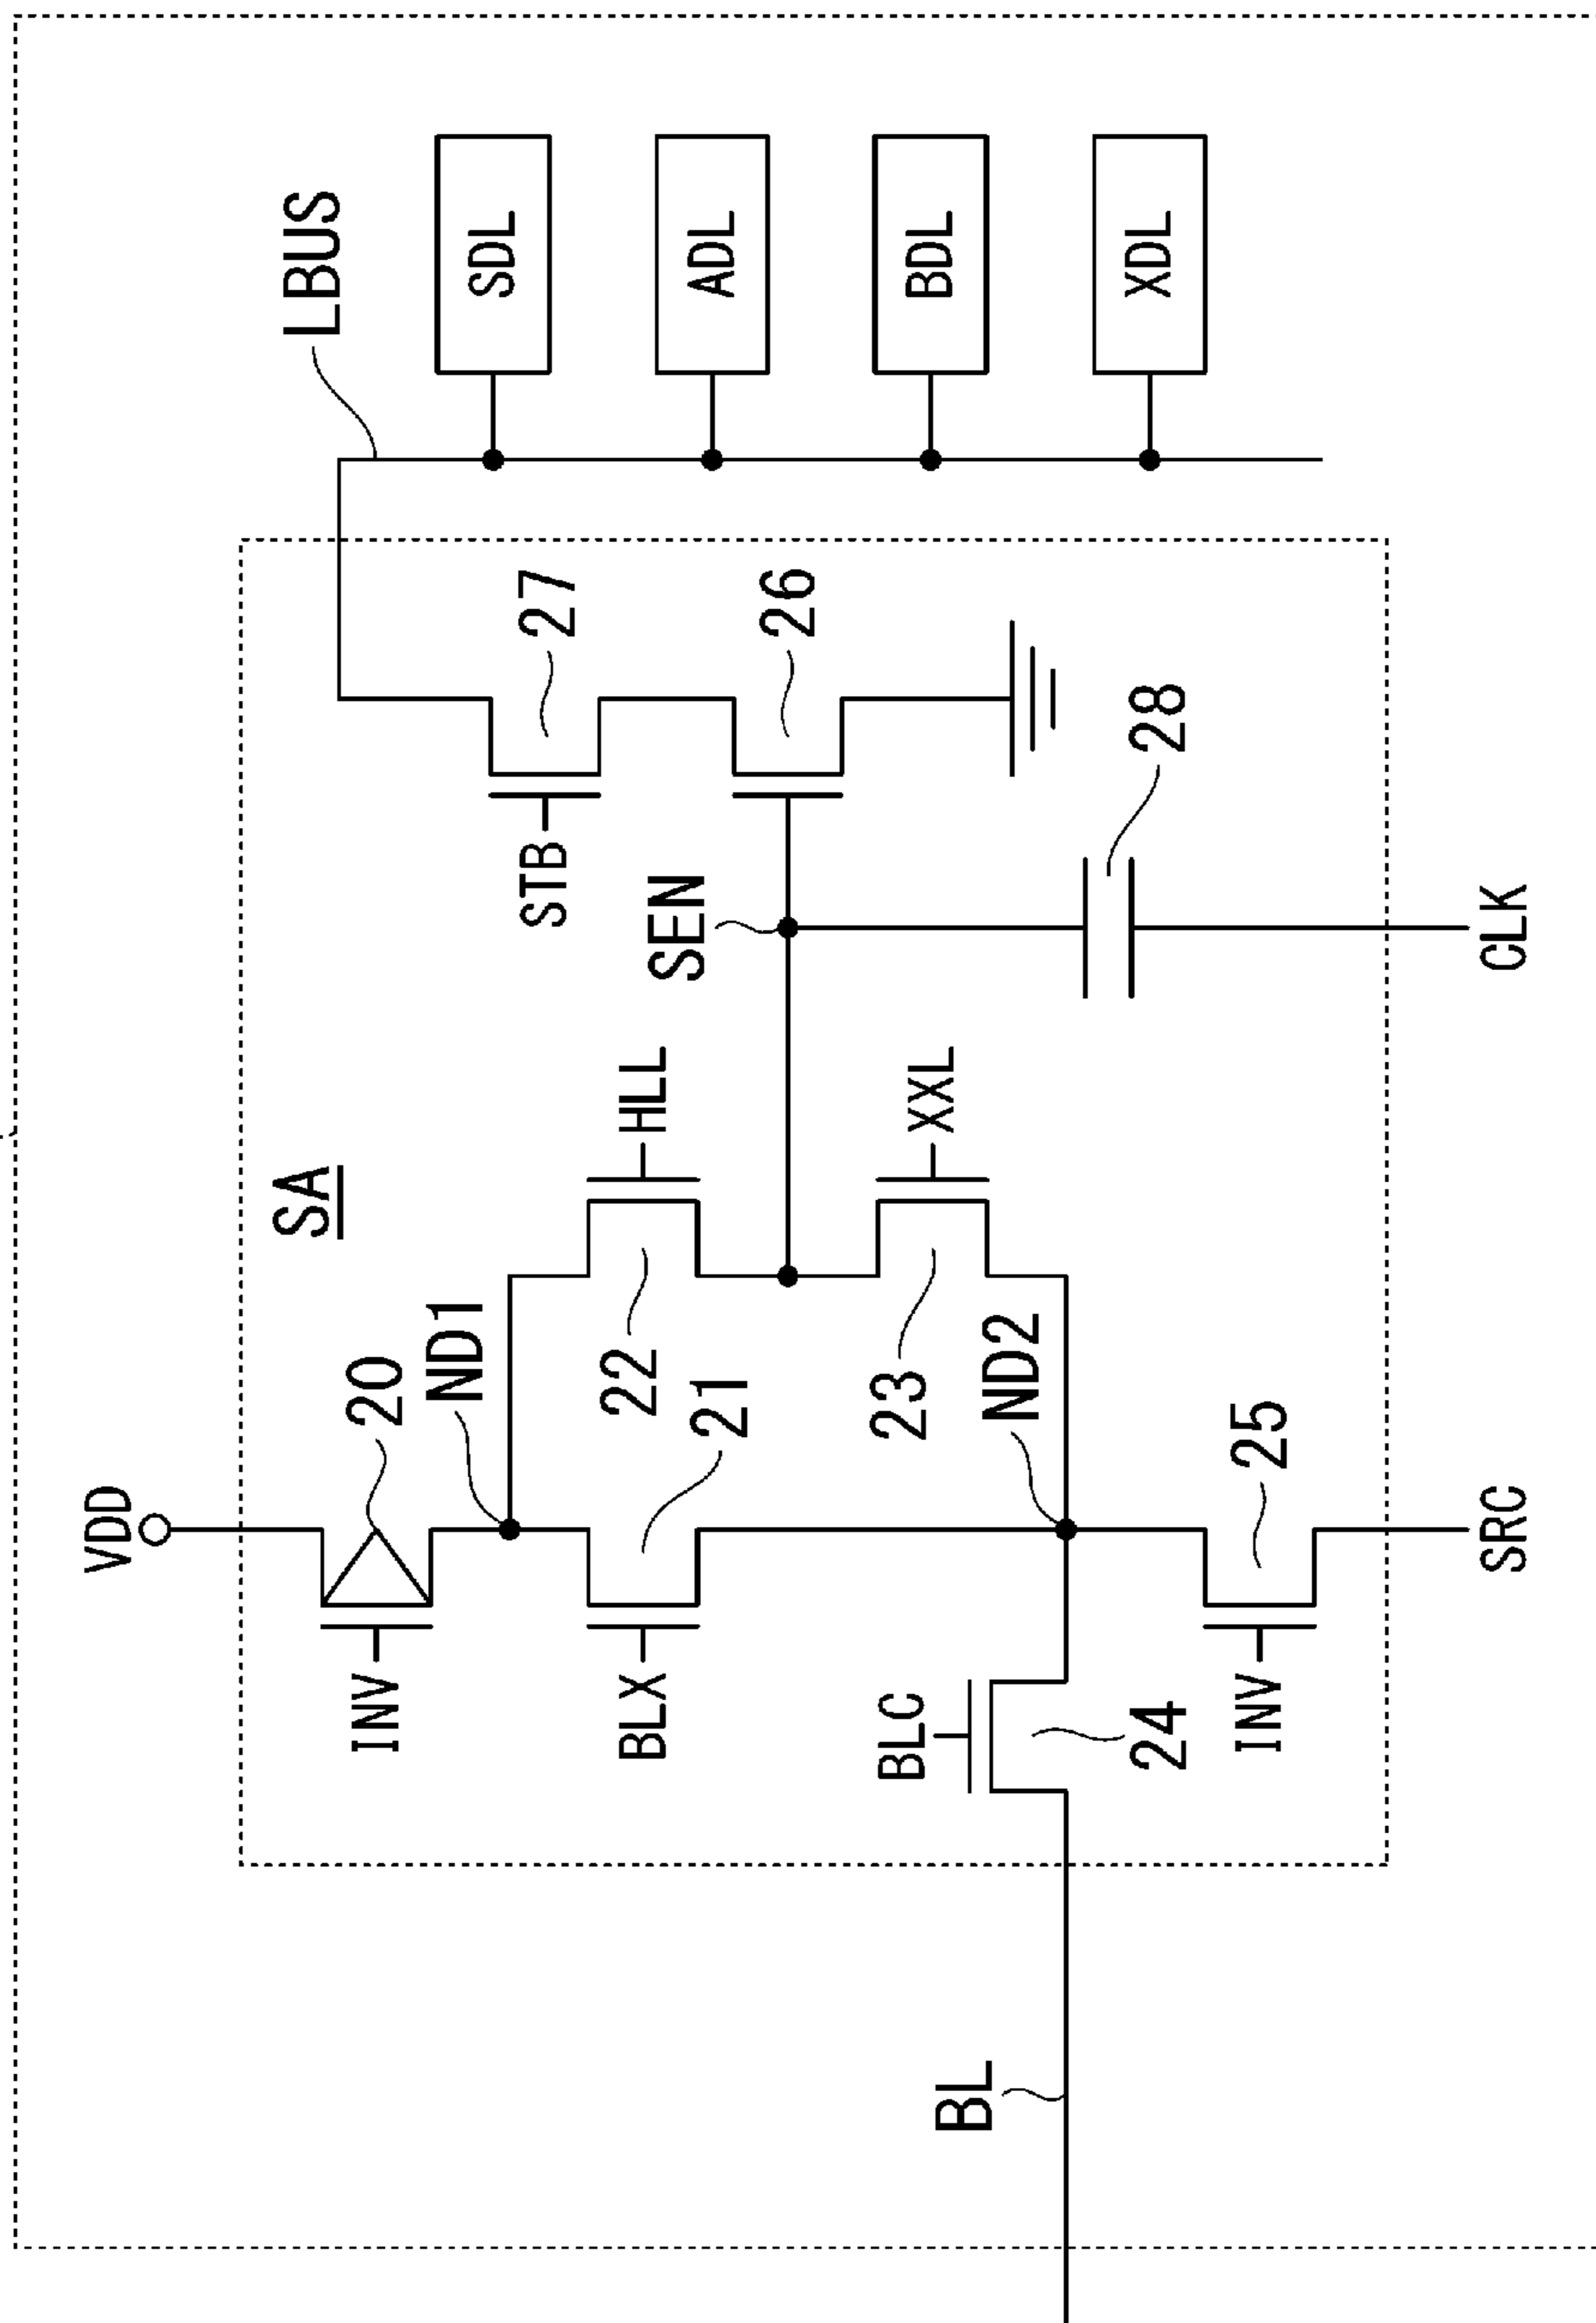 LBUS
SDL
ADL
BDL
XDL
27
STB
26
SEN
28
CLK
SA
HLL
XXL
22
23
ND1
ND2
20
21
25
VDD
SRC
INV
BLX
BLC
24
INV
BL